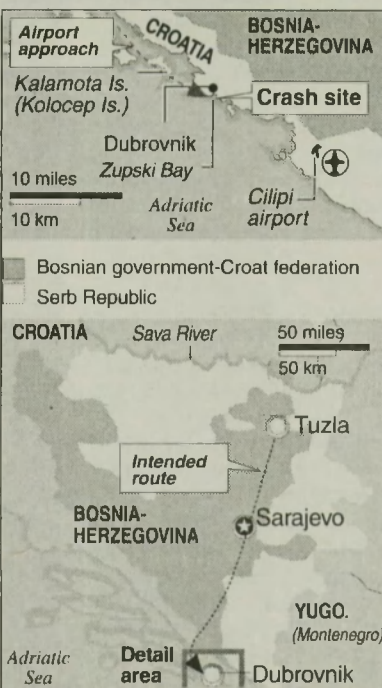 Airport
approach
CROATIA
BOSNIA-
HERZEGOVINA
Kalamota Is.
(Kolocep Is.)
Crash site
Dubrovnik
Zupski Bay
10 miles
10 km
Adriatic
Sea
Cilipi
airport
Bosnian government-Croat federation
Serb Republic
CROATIA
Sava River
50 miles
50 km
Tuzla
Intended
route
BOSNIA-
HERZEGOVINA
Sarajevo
YUGO.
(Montenegro)
Adriatic
Sea
Detail
area
Dubrovnik